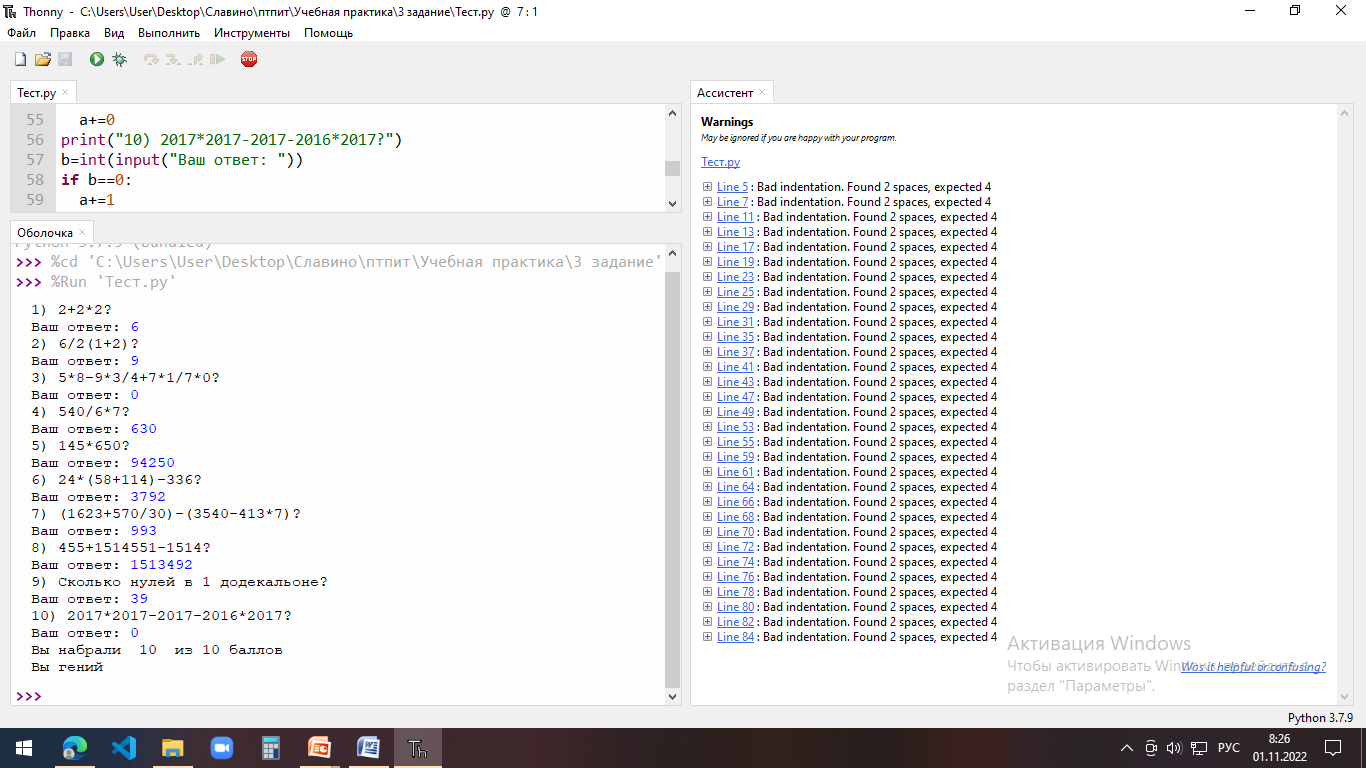 Thonny - C:\Users\User\Desktop\Славино\птпит\Учебная практика\3 задание\Тест.py @ 7 : 1
Файл Правка Вид Выполнить Инструменты Помощь
STOP
Тест.py
55 a+=0
56 print("10) 2017*2017-2017-2016*2017?")
57 b=int(input("Ваш ответ: "))
58 if b==0:
59 a+=1
Оболочка
Python 3.7.9 (bundled)
>>> %cd 'C:\Users\User\Desktop\Славино\птпит\Учебная практика\3 задание'
>>> %Run 'Тест.py'
1) 2+2*2?
Ваш ответ: 6
2) 6/2(1+2)?
Ваш ответ: 9
3) 5*8-9*3/4+7*1/7*0?
Ваш ответ: 0
4) 540/6*7?
Ваш ответ: 630
5) 145*650?
Ваш ответ: 94250
6) 24*(58+114)-336?
Ваш ответ: 3792
7) (1623+570/30)-(3540-413*7)?
Ваш ответ: 993
8) 455+1514551-1514?
Ваш ответ: 1513492
9) Сколько нулей в 1 додекальоне?
Ваш ответ: 39
10) 2017*2017-2017-2016*2017?
Ваш ответ: 0
Вы набрали 10 из 10 баллов
Вы гений
>>>
Ассистент
Warnings
May be ignored if you are happy with your program.
Тест.py
Line 5 : Bad indentation. Found 2 spaces, expected 4
Line 7 : Bad indentation. Found 2 spaces, expected 4
Line 11 : Bad indentation. Found 2 spaces, expected 4
Line 13 : Bad indentation. Found 2 spaces, expected 4
Line 17 : Bad indentation. Found 2 spaces, expected 4
Line 19 : Bad indentation. Found 2 spaces, expected 4
Line 23 : Bad indentation. Found 2 spaces, expected 4
Line 25 : Bad indentation. Found 2 spaces, expected 4
Line 29 : Bad indentation. Found 2 spaces, expected 4
Line 31 : Bad indentation. Found 2 spaces, expected 4
Line 35 : Bad indentation. Found 2 spaces, expected 4
Line 37 : Bad indentation. Found 2 spaces, expected 4
Line 41 : Bad indentation. Found 2 spaces, expected 4
Line 43 : Bad indentation. Found 2 spaces, expected 4
Line 47 : Bad indentation. Found 2 spaces, expected 4
Line 49 : Bad indentation. Found 2 spaces, expected 4
Line 53 : Bad indentation. Found 2 spaces, expected 4
Line 55 : Bad indentation. Found 2 spaces, expected 4
Line 59 : Bad indentation. Found 2 spaces, expected 4
Line 61 : Bad indentation. Found 2 spaces, expected 4
Line 64 : Bad indentation. Found 2 spaces, expected 4
Line 66 : Bad indentation. Found 2 spaces, expected 4
Line 68 : Bad indentation. Found 2 spaces, expected 4
Line 70 : Bad indentation. Found 2 spaces, expected 4
Line 72 : Bad indentation. Found 2 spaces, expected 4
Line 74 : Bad indentation. Found 2 spaces, expected 4
Line 76 : Bad indentation. Found 2 spaces, expected 4
Line 78 : Bad indentation. Found 2 spaces, expected 4
Line 80 : Bad indentation. Found 2 spaces, expected 4
Line 82 : Bad indentation. Found 2 spaces, expected 4
Line 84 : Bad indentation. Found 2 spaces, expected 4
Активация Windows
Чтобы активировать Windows
Was it helpful or confusing?
раздел "Параметры".
Python 3.7.9
РУС
8:26
01.11.2022